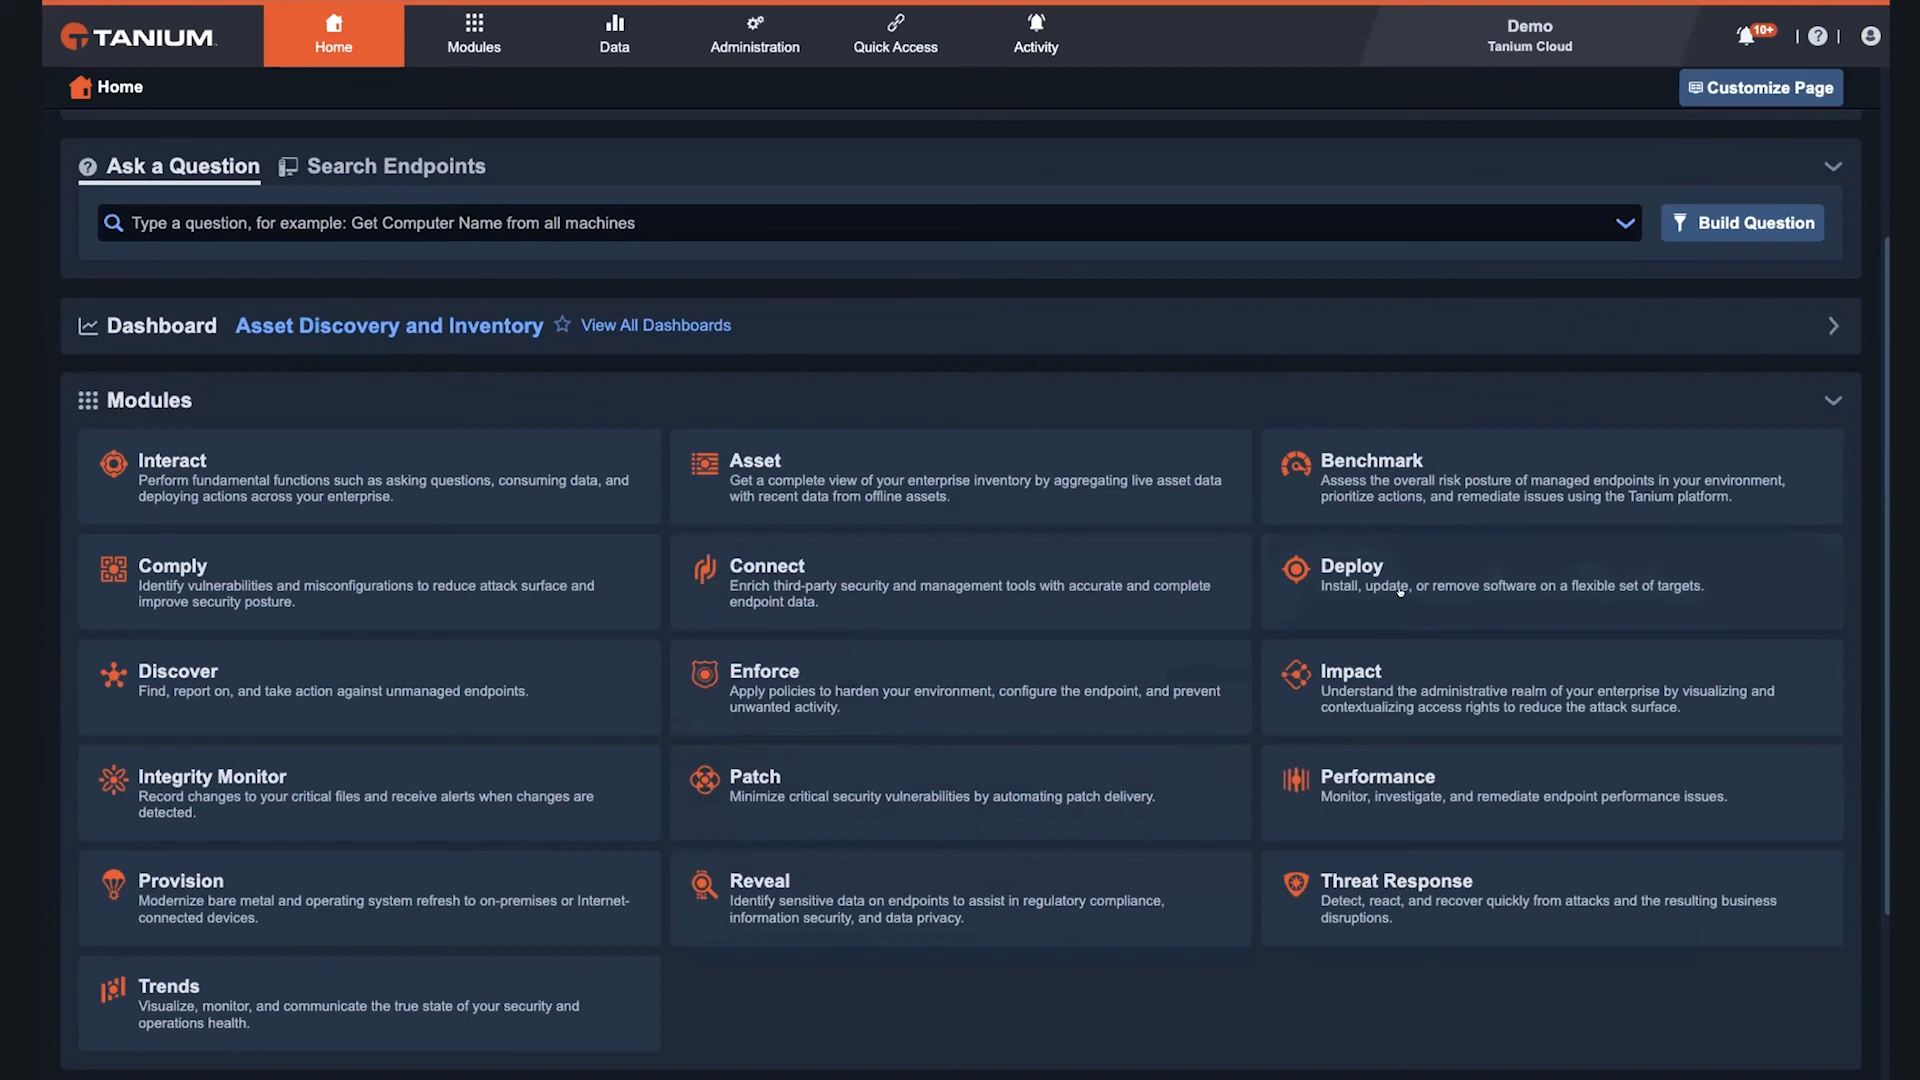 TANIUM
Home
Modules
Data
Administration
Quick Access
Activity
Demo
Tanium Cloud
10+
Home
Customize Page
Ask a Question
Search Endpoints
Type a question, for example: Get Computer Name from all machines
Build Question
Dashboard
Asset Discovery and Inventory
View All Dashboards
Modules
Interact
Perform fundamental functions such as asking questions, consuming data, and
deploying actions across your enterprise.
Asset
Get a complete view of your enterprise inventory by aggregating live asset data
with recent data from offline assets.
Benchmark
Assess the overall risk posture of managed endpoints in your environment,
prioritize actions, and remediate issues using the Tanium platform.
Comply
Identify vulnerabilities and misconfigurations to reduce attack surface and
improve security posture.
Connect
Enrich third-party security and management tools with accurate and complete
endpoint data.
Deploy
Install, update, or remove software on a flexible set of targets.
Discover
Find, report on, and take action against unmanaged endpoints.
Enforce
Apply policies to harden your environment, configure the endpoint, and prevent
unwanted activity.
Impact
Understand the administrative realm of your enterprise by visualizing and
contextualizing access rights to reduce the attack surface.
Integrity Monitor
Record changes to your critical files and receive alerts when changes are
detected.
Patch
Minimize critical security vulnerabilities by automating patch delivery.
Performance
Monitor, investigate, and remediate endpoint performance issues.
Provision
Modernize bare metal and operating system refresh to on-premises or Internet-
connected devices.
Reveal
Identify sensitive data on endpoints to assist in regulatory compliance,
information security, and data privacy.
Threat Response
Detect, react, and recover quickly from attacks and the resulting business
disruptions.
Trends
Visualize, monitor, and communicate the true state of your security and
operations health.